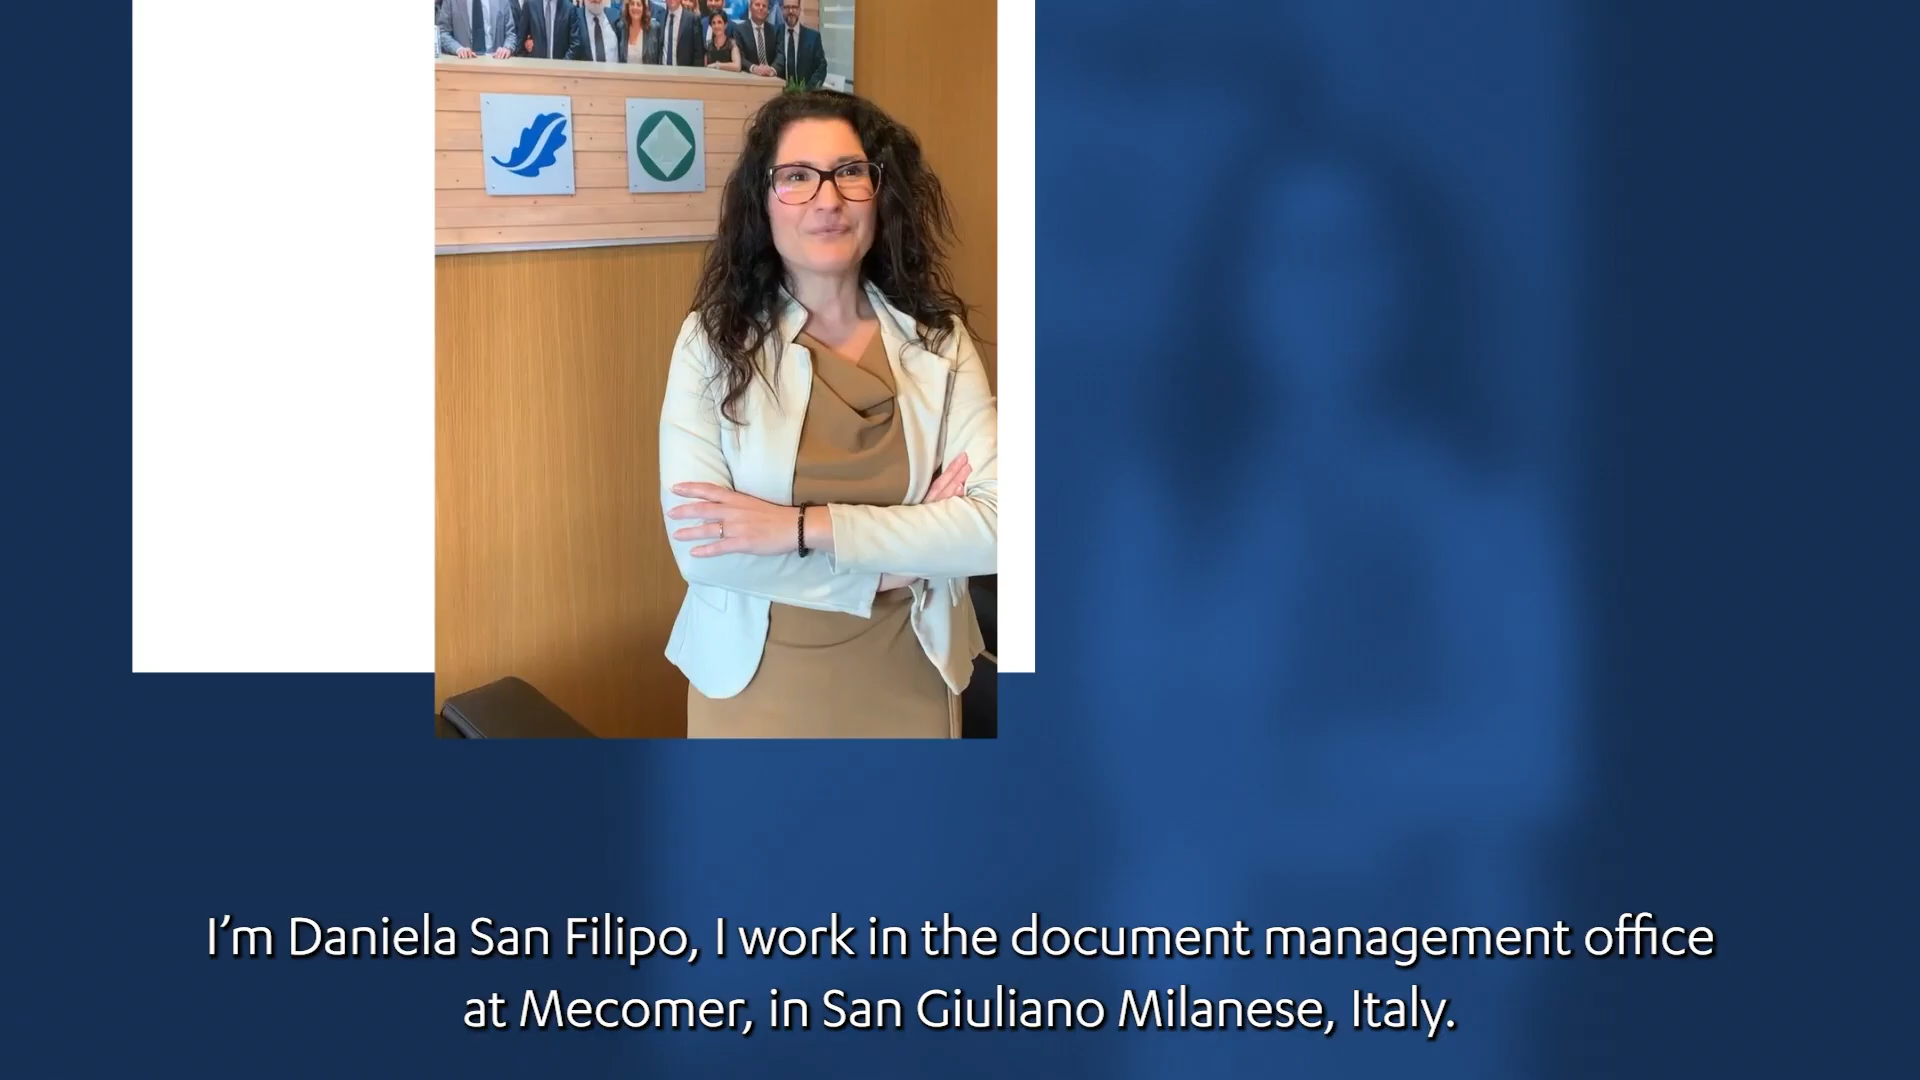 I’m Daniela San Filipo, I work in the document management office
at Mecomer, in San Giuliano Milanese, Italy.